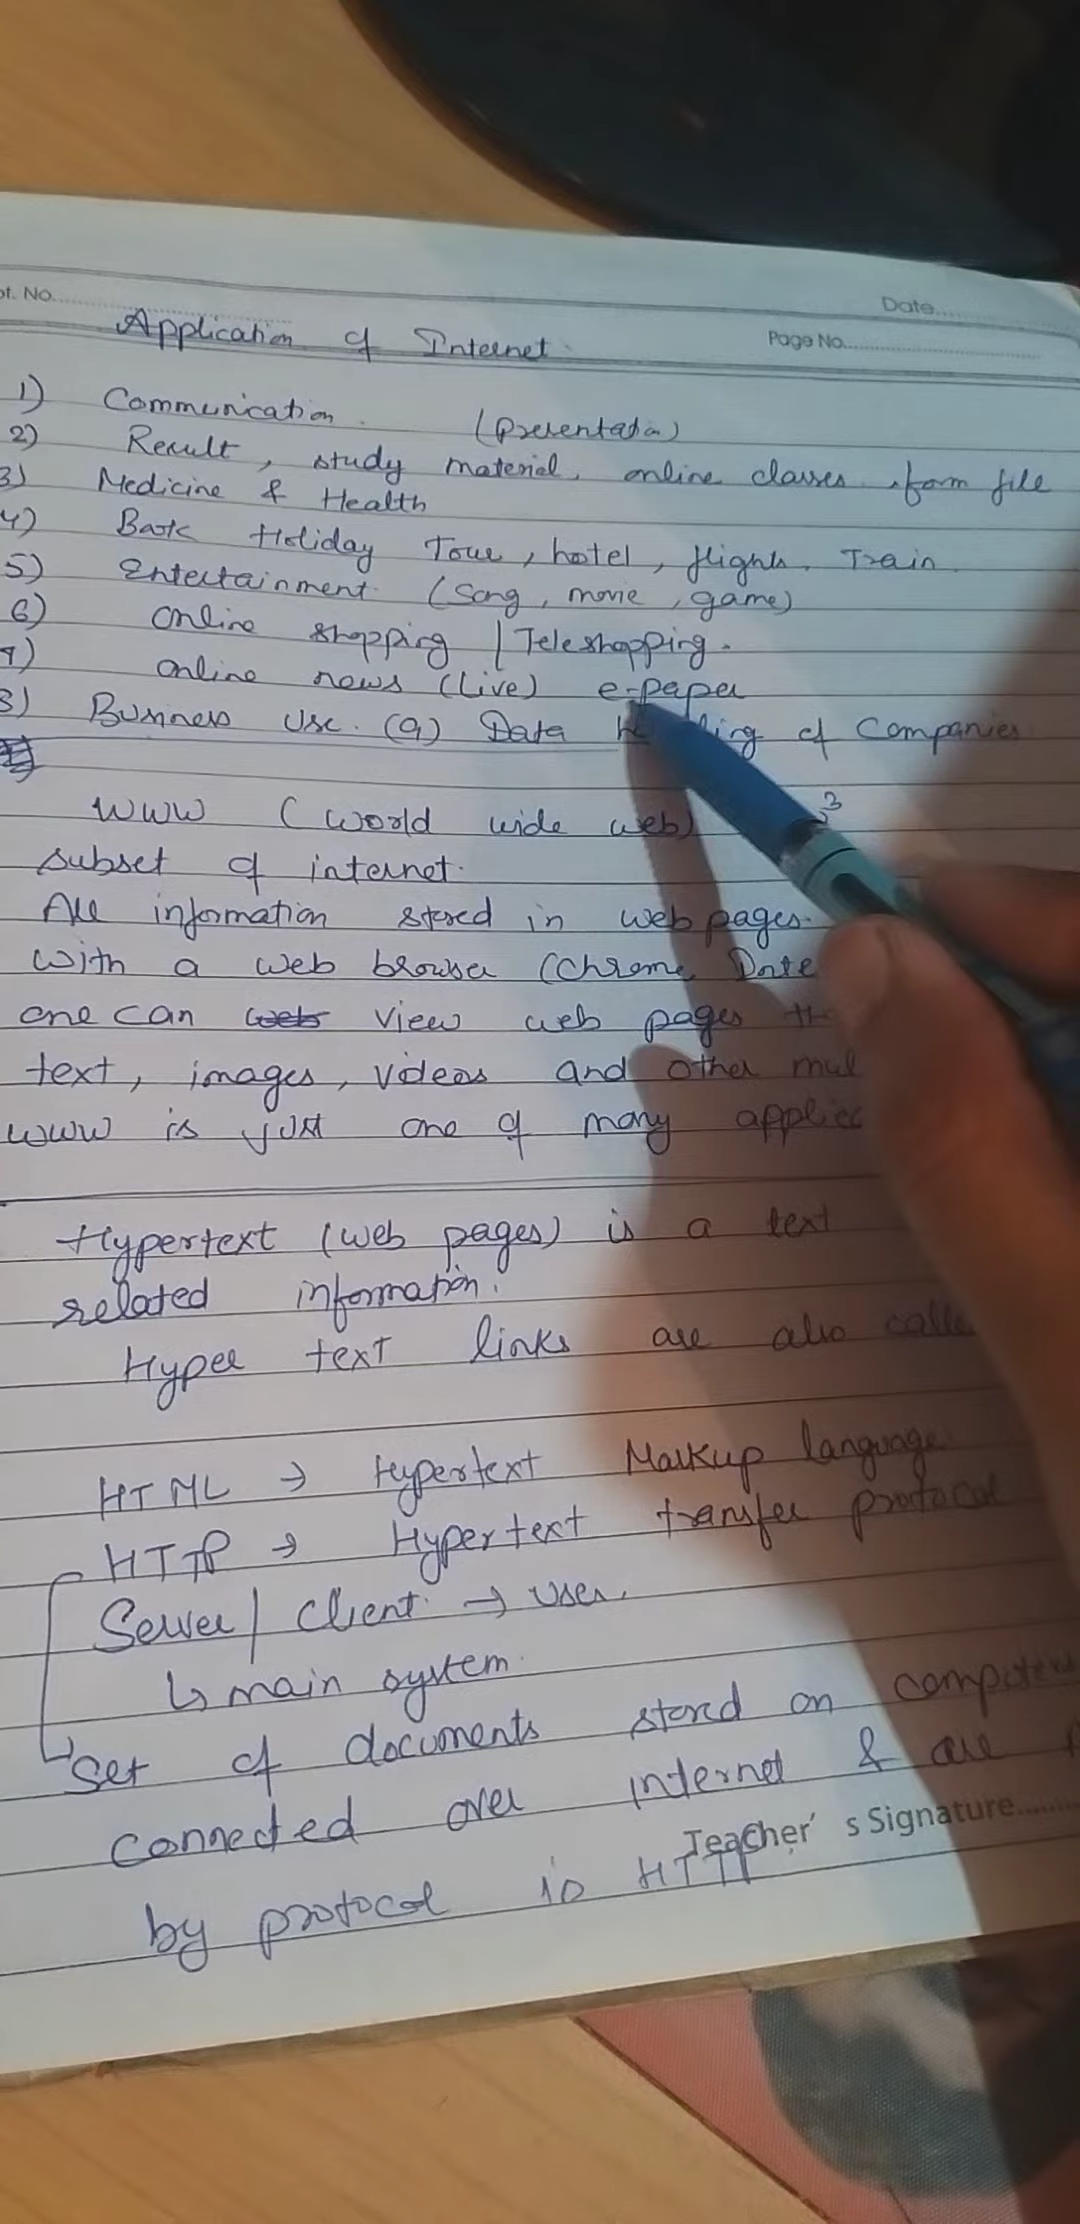 pt. No.
Date
Page No.
Application of Internet
1) Communication
2) Result, study material, (Presentation) online classes, form file
3) Medicine & Health
4) Book Holiday Tour, hotel, flights, Train
5) Entertainment (Song, movie, game)
6) Online shopping / Teleshopping
7) Online news (Live) e-paper
8) Business Use. (a) Data of Companies
WWW (World wide web) 3
subset of internet.
All information stored in web pages.
With a web browser (Chrome,
one can view web pages
text, images, videos and other
WWW is just one of many
Hypertext (web pages) is a text
related information.
Hyper text links are also
HTML → Hypertext Markup language
HTTP → Hypertext transfer protocol
Server / Client → User.
↳ main system.
Set of documents stored on
connected over internet & are
Teacher's Signature
by protocol HTTP